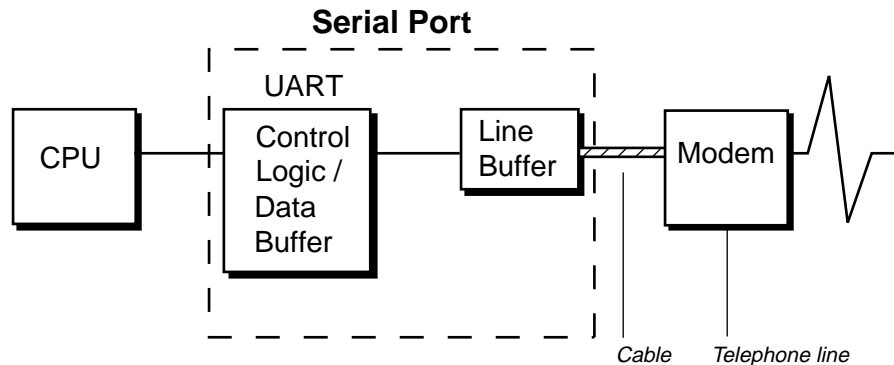 Serial Port
UART
CPU
Control
Logic /
Data
Buffer
Line
Buffer
Modem
Cable
Telephone line